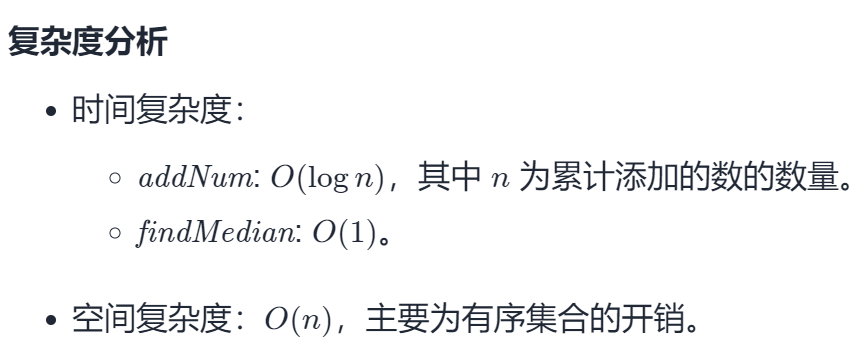 复杂度分析
• 时间复杂度：
◦ addNum: O(log n)，其中 n 为累计添加的数的数量。
◦ findMedian: O(1)。
• 空间复杂度：O(n)，主要为有序集合的开销。